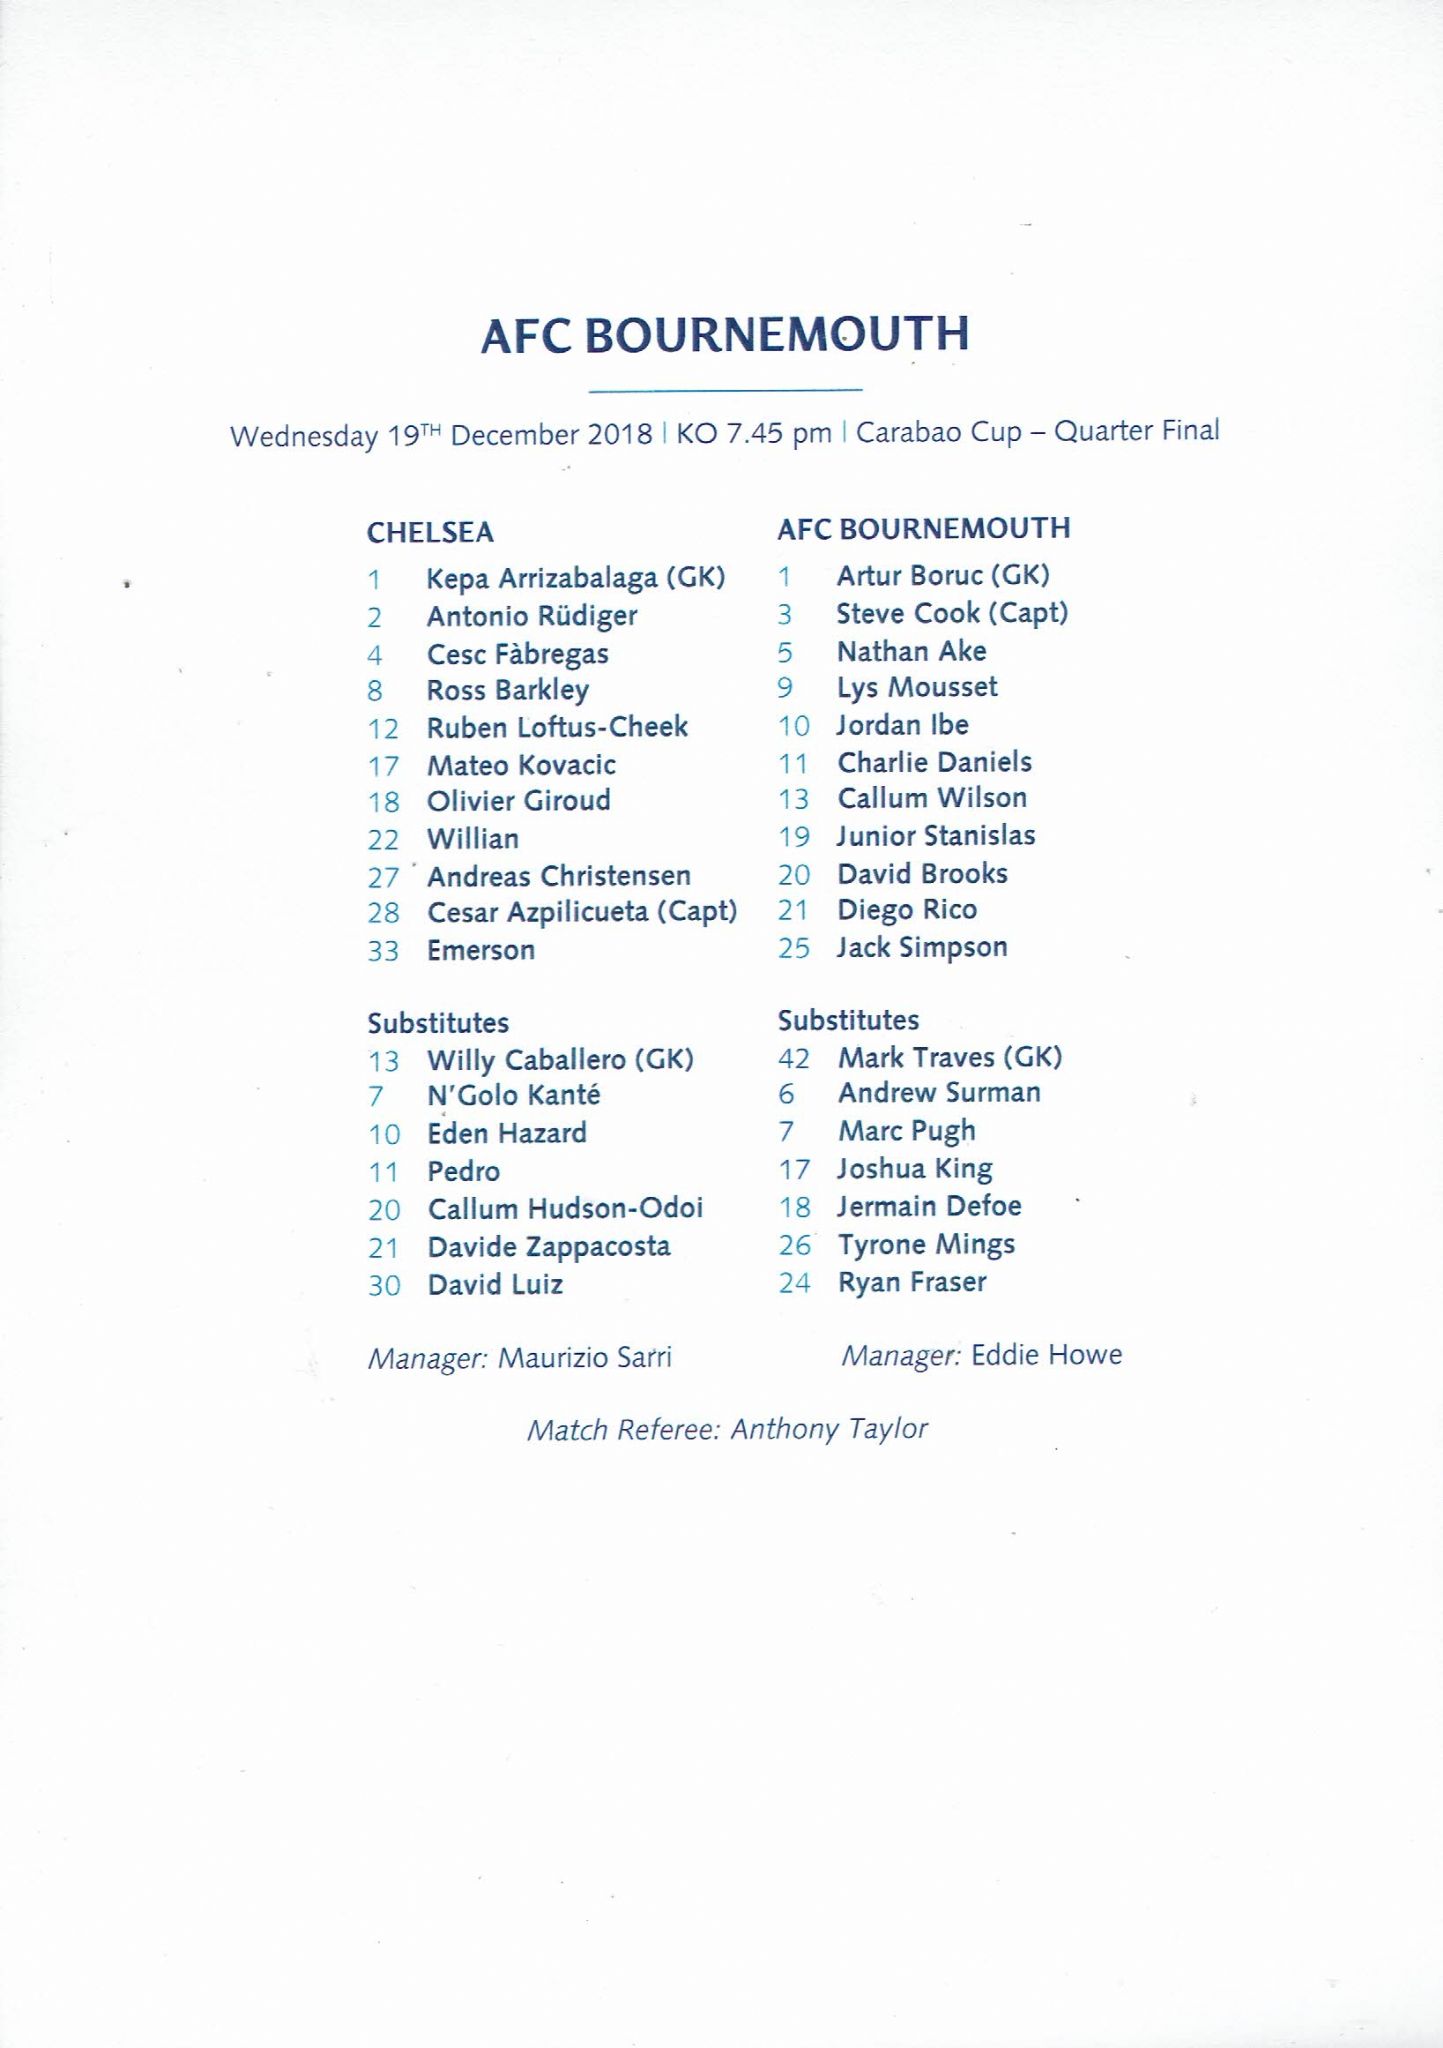 AFC BOURNEMOUTH
Wednesday 19TH December 2018 | KO 7.45 pm | Carabao Cup – Quarter Final
CHELSEA
1 Kepa Arrizabalaga (GK)
2 Antonio Rüdiger
4 Cesc Fàbregas
8 Ross Barkley
12 Ruben Loftus-Cheek
17 Mateo Kovacic
18 Olivier Giroud
22 Willian
27 Andreas Christensen
28 Cesar Azpilicueta (Capt)
33 Emerson
Substitutes
13 Willy Caballero (GK)
7 N'Golo Kanté
10 Eden Hazard
11 Pedro
20 Callum Hudson-Odoi
21 Davide Zappacosta
30 David Luiz
Manager: Maurizio Sarri
AFC BOURNEMOUTH
1 Artur Boruc (GK)
3 Steve Cook (Capt)
5 Nathan Ake
9 Lys Mousset
10 Jordan Ibe
11 Charlie Daniels
13 Callum Wilson
19 Junior Stanislas
20 David Brooks
21 Diego Rico
25 Jack Simpson
Substitutes
42 Mark Traves (GK)
6 Andrew Surman
7 Marc Pugh
17 Joshua King
18 Jermain Defoe
26 Tyrone Mings
24 Ryan Fraser
Manager: Eddie Howe
Match Referee: Anthony Taylor